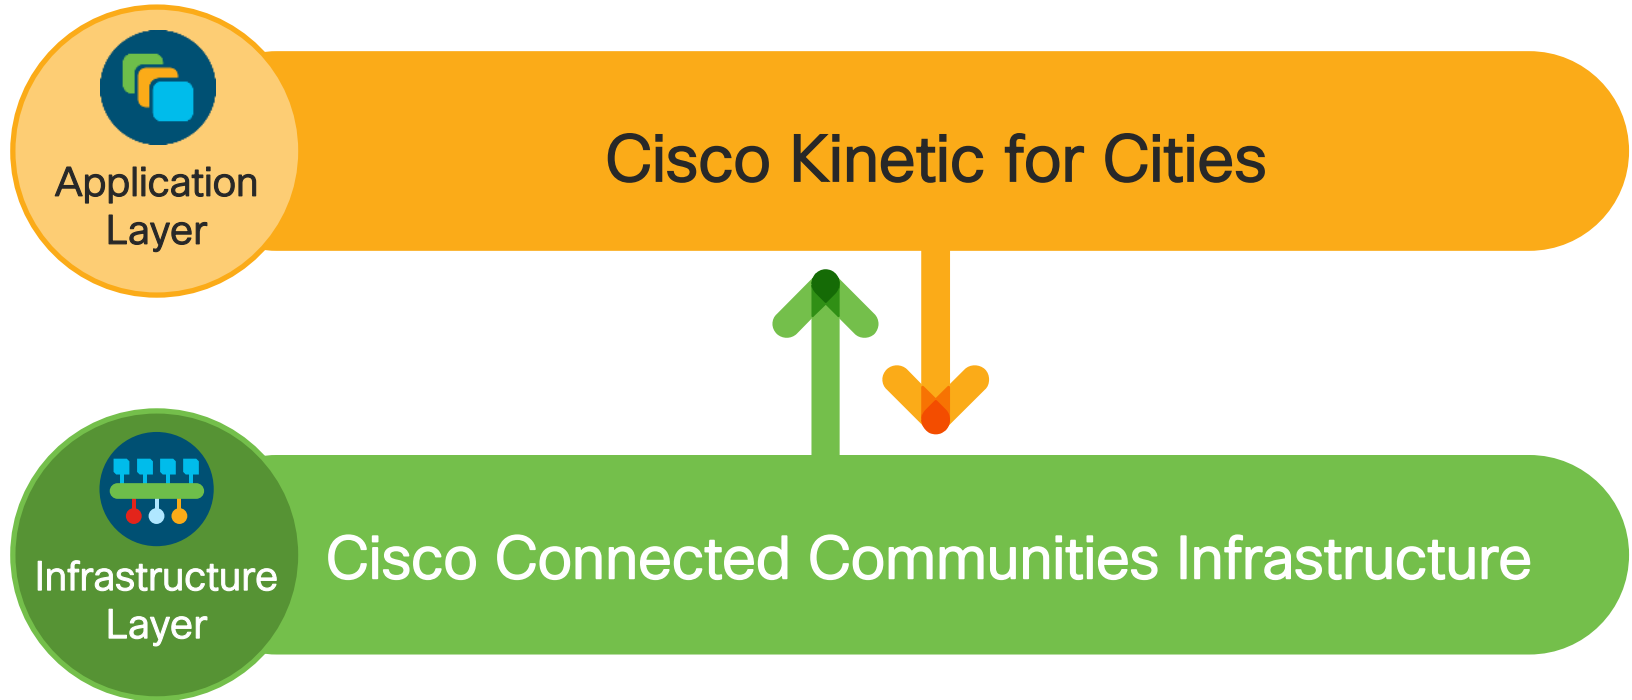 Application
Layer
Cisco Kinetic for Cities
Infrastructure
Layer
Cisco Connected Communities Infrastructure